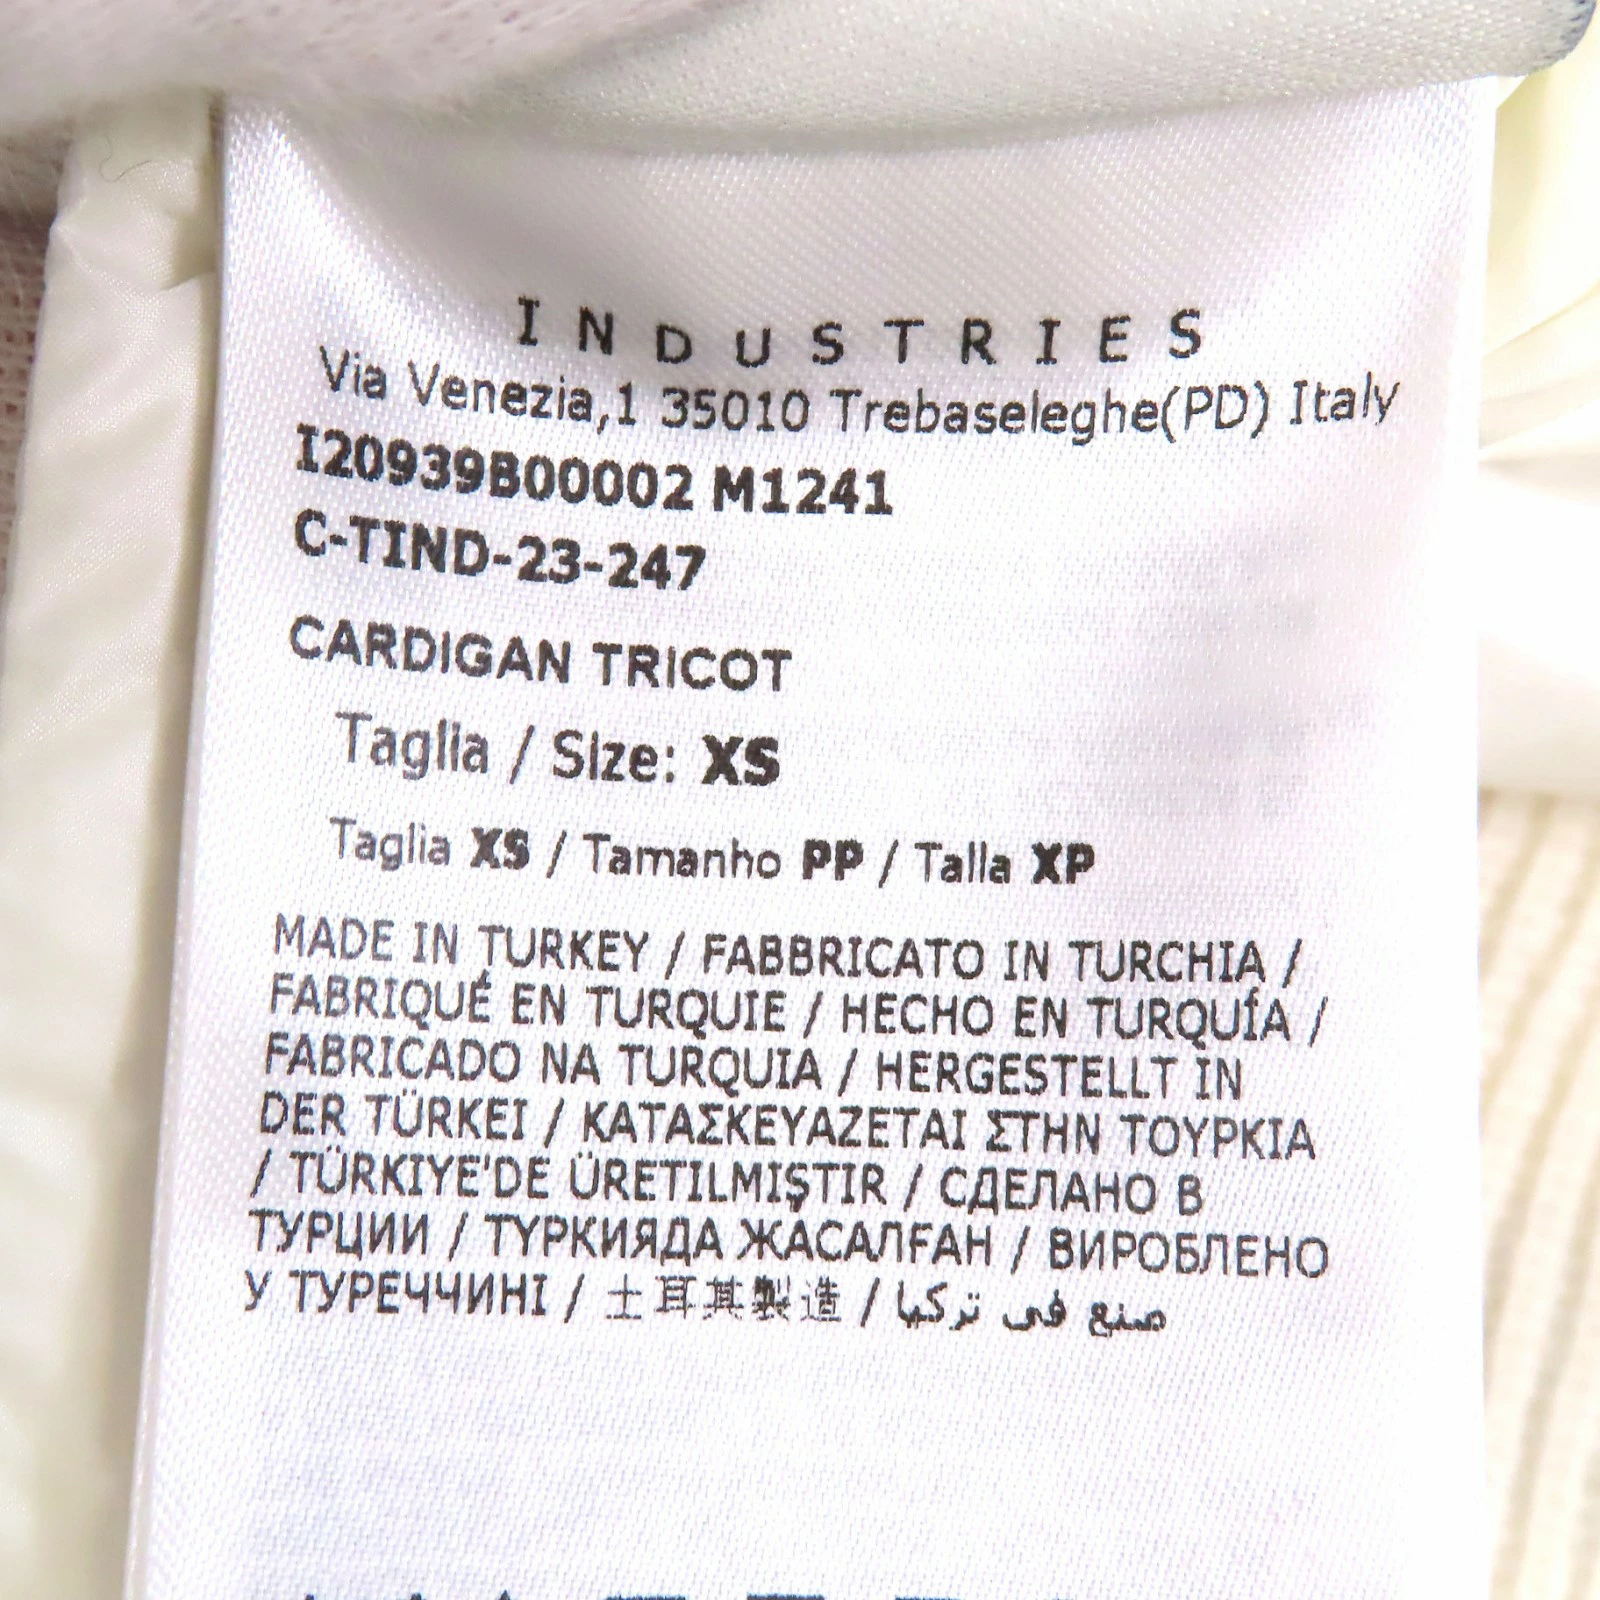 INDUSTRIES
Via Venezia,1 35010 Trebaseleghe(PD) Italy
I20939B00002 M1241
C-TIND-23-247
CARDIGAN TRICOT
Taglia / Size: XS
Taglia XS / Tamanho PP / Talla XP
MADE IN TURKEY / FABBRICATO IN TURCHIA /
FABRIQUÉ EN TURQUIE / HECHO EN TURQUÍA /
FABRICADO NA TURQUIA / HERGESTELLT IN
DER TÜRKEI / ΚΑΤΑΣΚΕΥΑΖΕΤΑΙ ΣΤΗΝ ΤΟΥΡΚΙΑ
/ TÜRKIYE'DE ÜRETILMIŞTIR / СДЕЛАНО В
ТУРЦИИ / ТҮРКИЯДА ЖАСАЛҒАН / ВИРОБЛЕНО
У ТУРЕЧЧИНІ / 土耳其製造 / صنع في تركيا